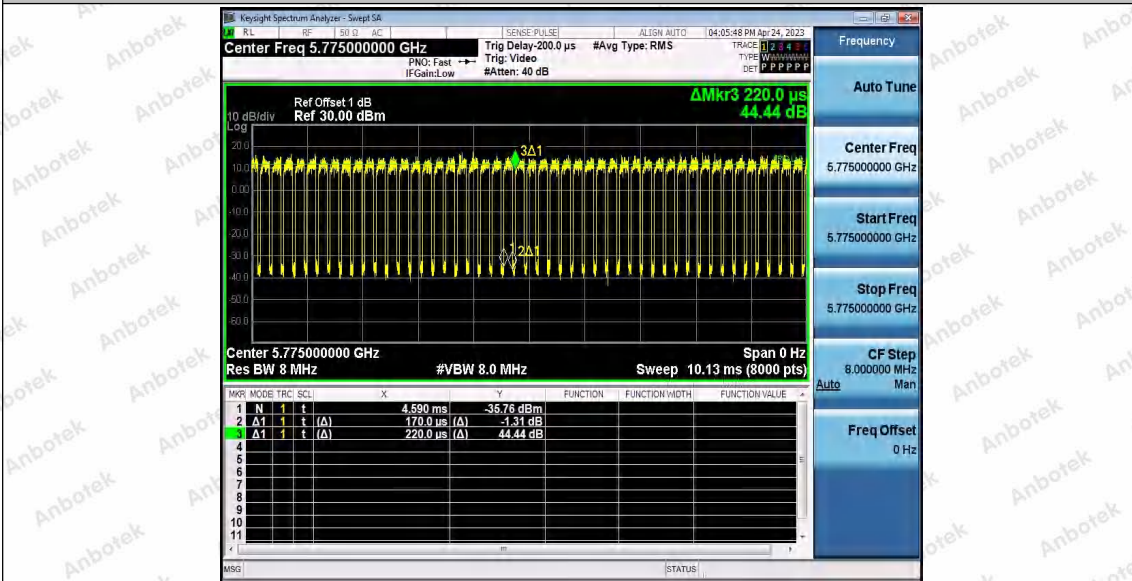 Keysight Spectrum Analyzer - Swept SA
RL RF 50 Ω AC SENSE:PULSE ALIGN AUTO 04:05:48 PM Apr 24, 2023
Center Freq 5.775000000 GHz
PNO: Fast
IFGain:Low
Trig Delay-200.0 µs
Trig: Video
#Atten: 40 dB
#Avg Type: RMS
TRACE 1 2 3 4 5 6
TYPE WWWWWW
DET P P P P P P
Frequency
Auto Tune
Center Freq
5.775000000 GHz
Start Freq
5.775000000 GHz
Stop Freq
5.775000000 GHz
CF Step
8.000000 MHz
Auto Man
Freq Offset
0 Hz
ΔMkr3 220.0 µs
44.44 dB
Ref Offset 1 dB
10 dB/div Ref 30.00 dBm
Log
20.0
10.0
0.00
-10.0
-20.0
-30.0
-40.0
-50.0
-60.0
3Δ1
1 2Δ1
Center 5.775000000 GHz Span 0 Hz
Res BW 8 MHz #VBW 8.0 MHz Sweep 10.13 ms (8000 pts)
MKR MODE TRC SCL X Y FUNCTION FUNCTION WIDTH FUNCTION VALUE
1 N 1 t 4.590 ms -35.76 dBm
2 Δ1 1 t (Δ) 170.0 µs (Δ) -1.31 dB
3 Δ1 1 t (Δ) 220.0 µs (Δ) 44.44 dB
4
5
6
7
8
9
10
11
MSG STATUS
Anbotek